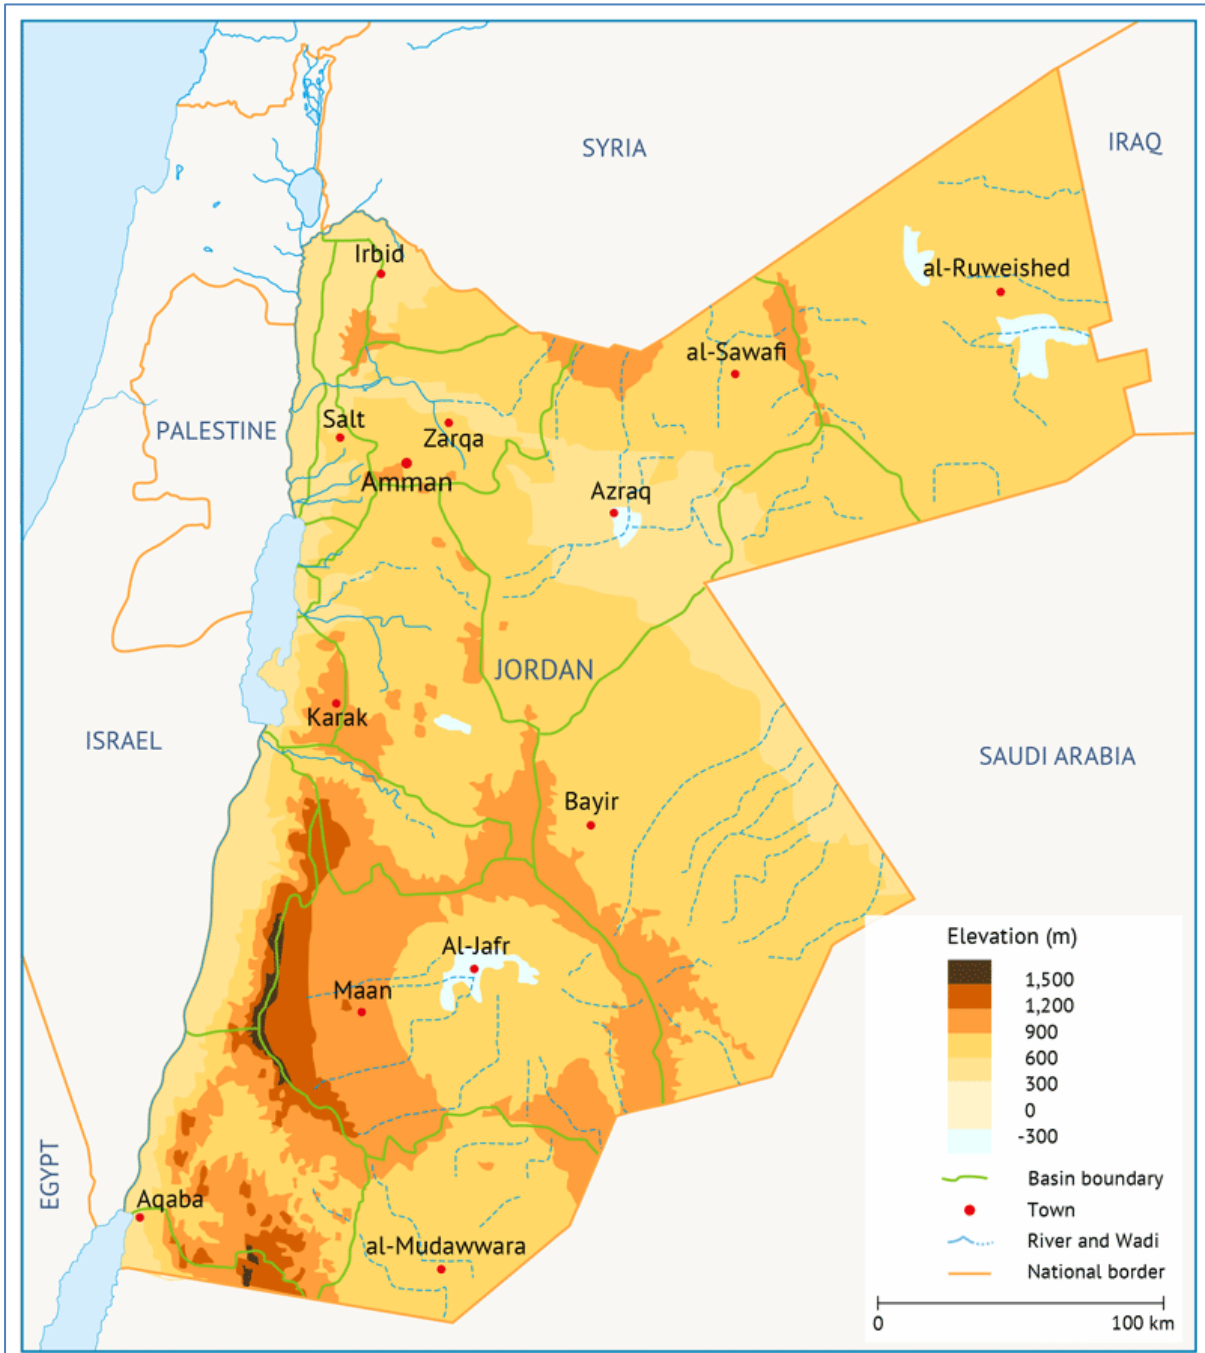 SYRIA
IRAQ
Irbid
al-Ruweished
al-Sawafi
PALESTINE
Salt
Zarqa
Amman
Azraq
JORDAN
Karak
ISRAEL
SAUDI ARABIA
Bayir
Al-Jafr
Maan
EGYPT
Aqaba
al-Mudawwara
Elevation (m)
1,500
1,200
900
600
300
0
-300
Basin boundary
Town
River and Wadi
National border
0 100 km